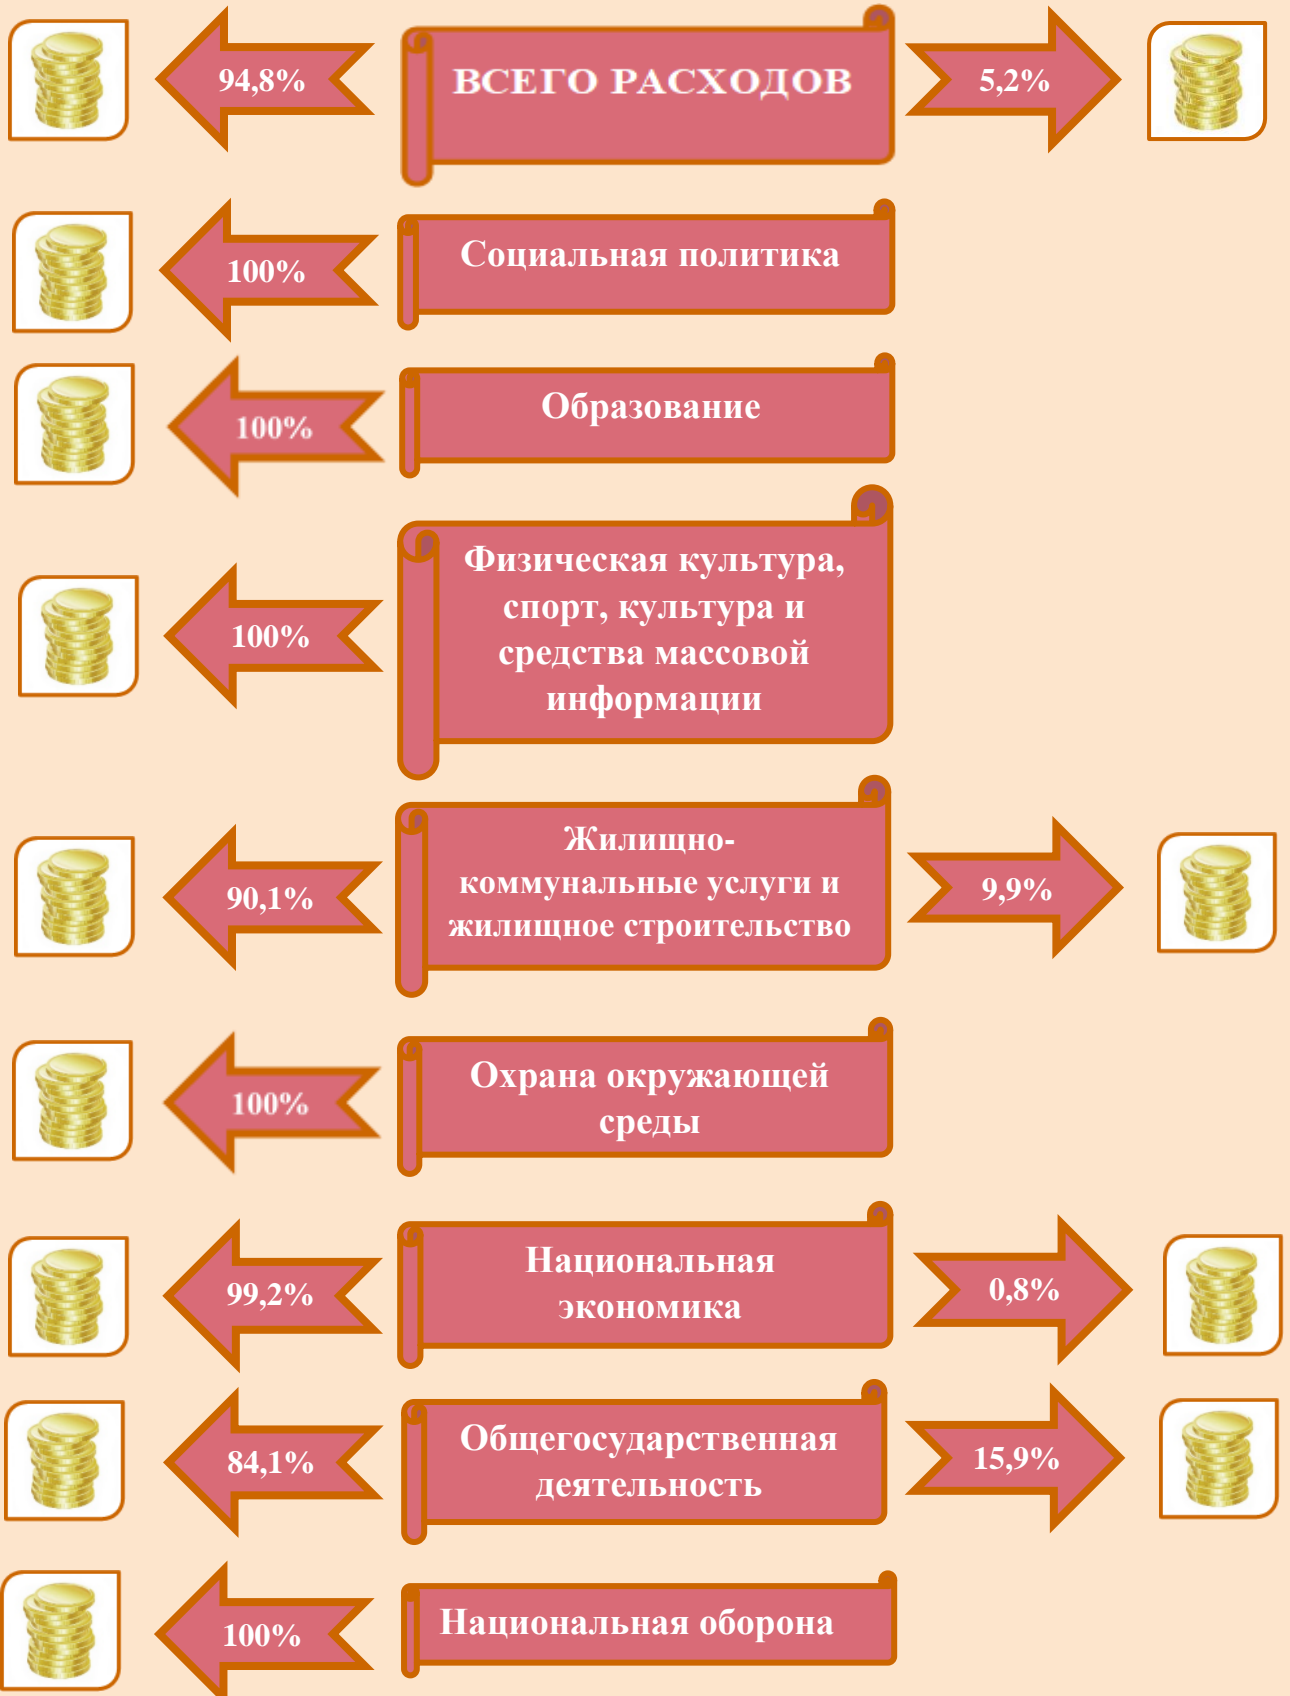 94,8%
ВСЕГО РАСХОДОВ
5,2%
100%
Социальная политика
100%
Образование
100%
Физическая культура,
спорт, культура и
средства массовой
информации
90,1%
Жилищно-
коммунальные услуги и
жилищное строительство
9,9%
100%
Охрана окружающей
среды
99,2%
Национальная
экономика
0,8%
84,1%
Общегосударственная
деятельность
15,9%
100%
Национальная оборона